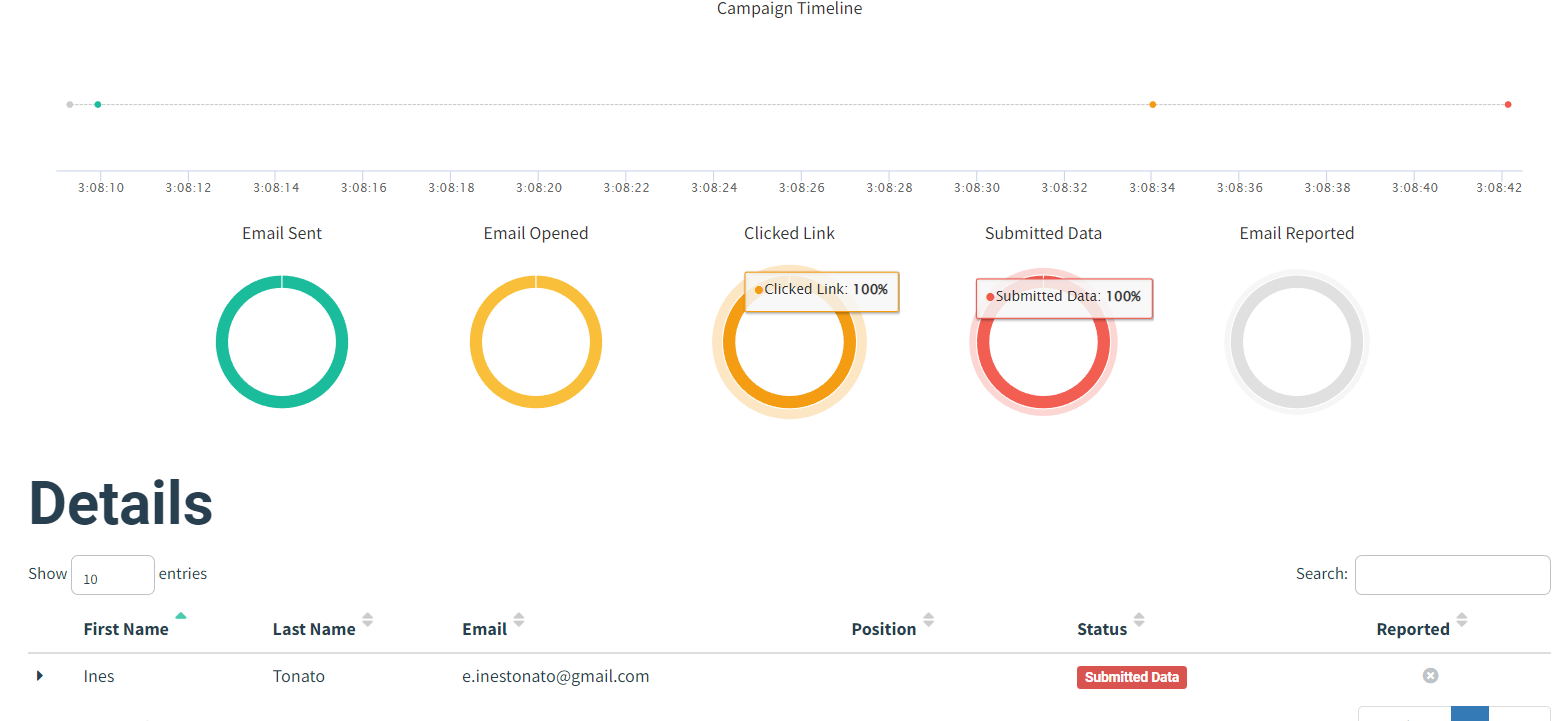 Campaign Timeline
3:08:10 3:08:12 3:08:14 3:08:16 3:08:18 3:08:20 3:08:22 3:08:24 3:08:26 3:08:28 3:08:30 3:08:32 3:08:34 3:08:36 3:08:38 3:08:40 3:08:42
Email Sent Email Opened Clicked Link Submitted Data Email Reported
Clicked Link: 100% Submitted Data: 100%
Details
Show 10 entries Search:
First Name Last Name Email Position Status Reported
Ines Tonato e.inestonato@gmail.com Submitted Data